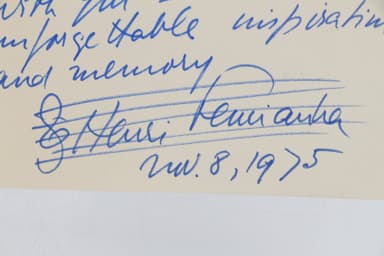 unforgettable inspiration
and memory
Henri Temianka
Nov. 8, 1975